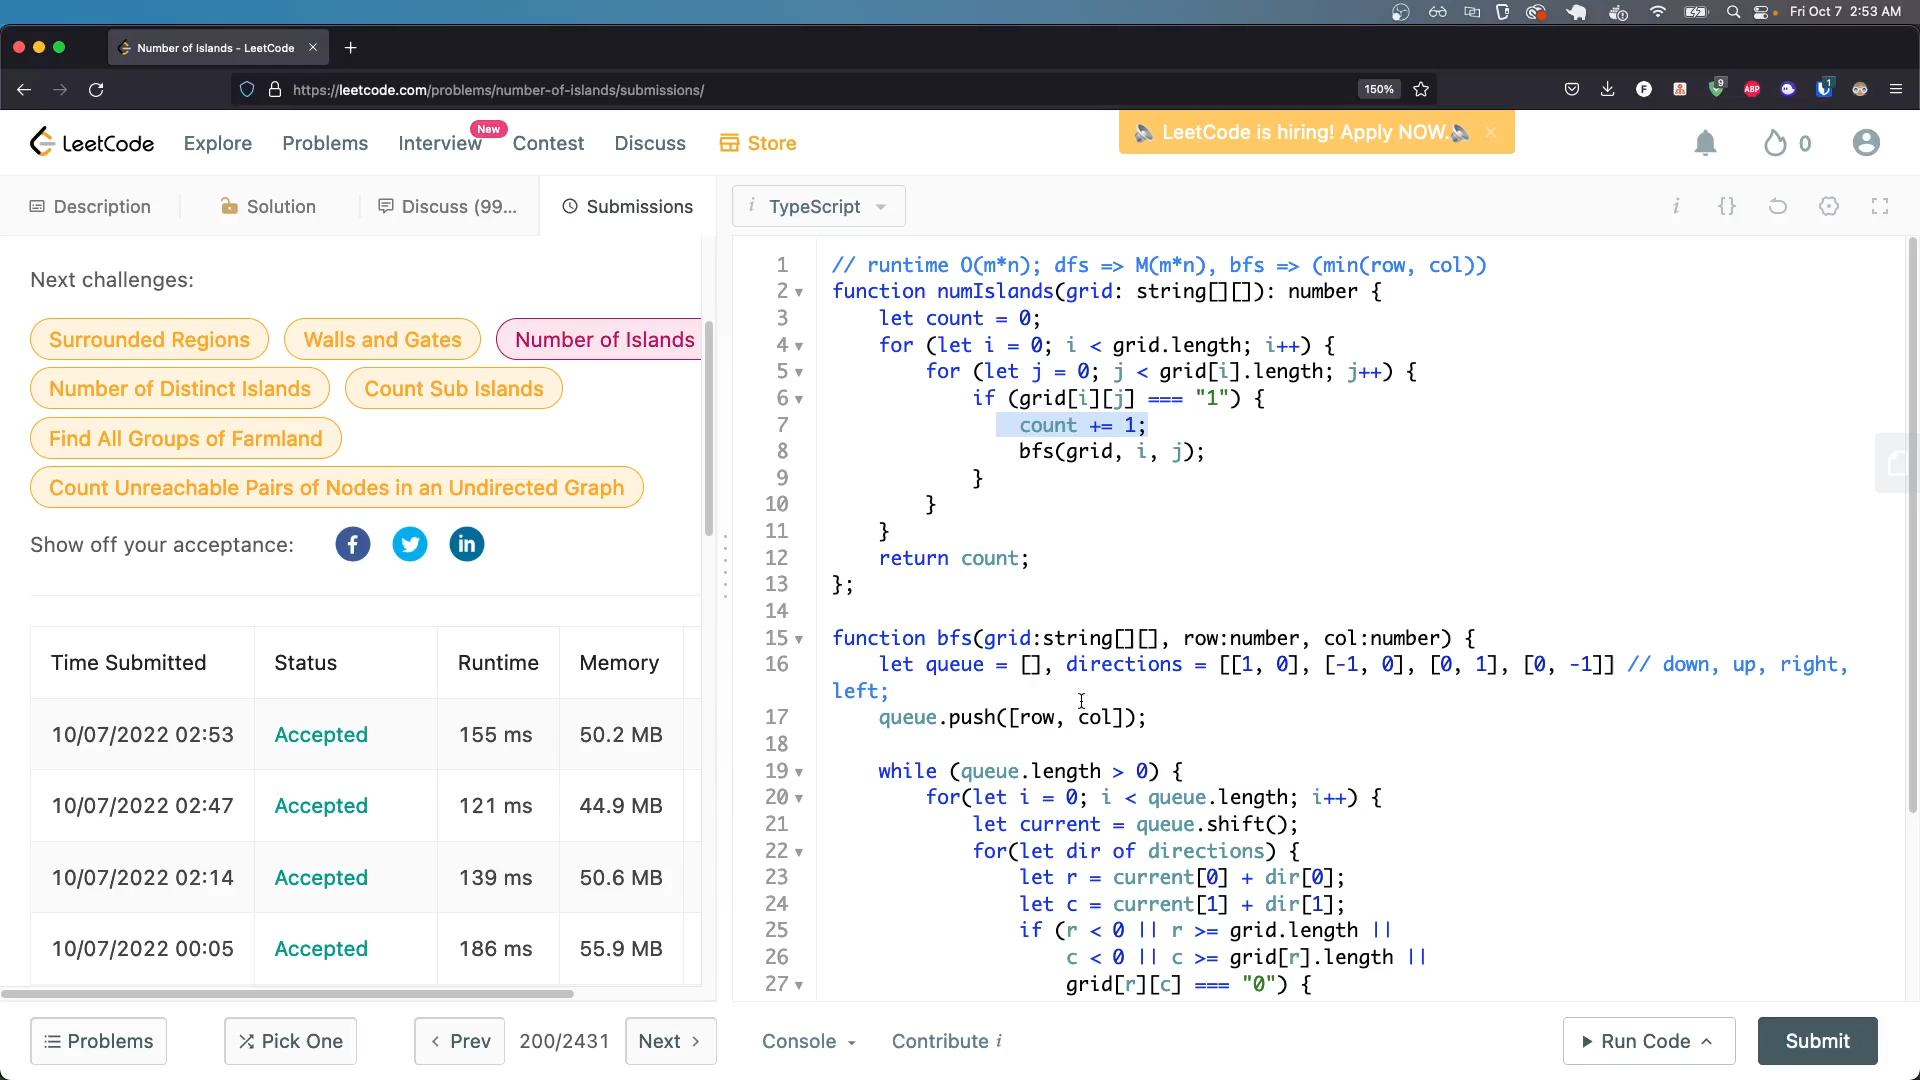 Fri Oct 7 2:53 AM
Number of Islands - LeetCode
https://leetcode.com/problems/number-of-islands/submissions/
150%
9
ABP
1
LeetCode
Explore
Problems
Interview
New
Contest
Discuss
Store
LeetCode is hiring! Apply NOW.
0
Description
Solution
Discuss (99...
Submissions
i TypeScript
Next challenges:
Surrounded Regions
Walls and Gates
Number of Islands
Number of Distinct Islands
Count Sub Islands
Find All Groups of Farmland
Count Unreachable Pairs of Nodes in an Undirected Graph
Show off your acceptance:
Time Submitted Status Runtime Memory
10/07/2022 02:53 Accepted 155 ms 50.2 MB
10/07/2022 02:47 Accepted 121 ms 44.9 MB
10/07/2022 02:14 Accepted 139 ms 50.6 MB
10/07/2022 00:05 Accepted 186 ms 55.9 MB
1 // runtime O(m*n); dfs => M(m*n), bfs => (min(row, col))
2 function numIslands(grid: string[][]): number {
3 let count = 0;
4 for (let i = 0; i < grid.length; i++) {
5 for (let j = 0; j < grid[i].length; j++) {
6 if (grid[i][j] === "1") {
7 count += 1;
8 bfs(grid, i, j);
9 }
10 }
11 }
12 return count;
13 };
14
15 function bfs(grid:string[][], row:number, col:number) {
16 let queue = [], directions = [[1, 0], [-1, 0], [0, 1], [0, -1]] // down, up, right,
left;
17 queue.push([row, col]);
18
19 while (queue.length > 0) {
20 for(let i = 0; i < queue.length; i++) {
21 let current = queue.shift();
22 for(let dir of directions) {
23 let r = current[0] + dir[0];
24 let c = current[1] + dir[1];
25 if (r < 0 || r >= grid.length ||
26 c < 0 || c >= grid[r].length ||
27 grid[r][c] === "0") {
Problems
Pick One
Prev
200/2431
Next
Console
Contribute i
Run Code
Submit